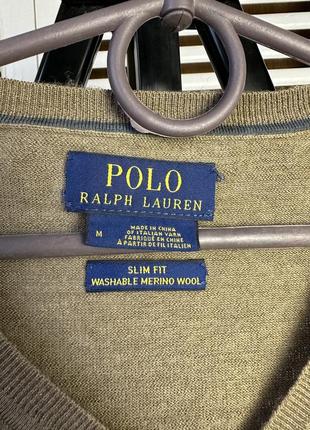 POLO
RALPH LAUREN
M
MADE IN CHINA
OF ITALIAN YARN
FABRIQUÉ EN CHINE
À PARTIR DE FIL ITALIEN
SLIM FIT
WASHABLE MERINO WOOL